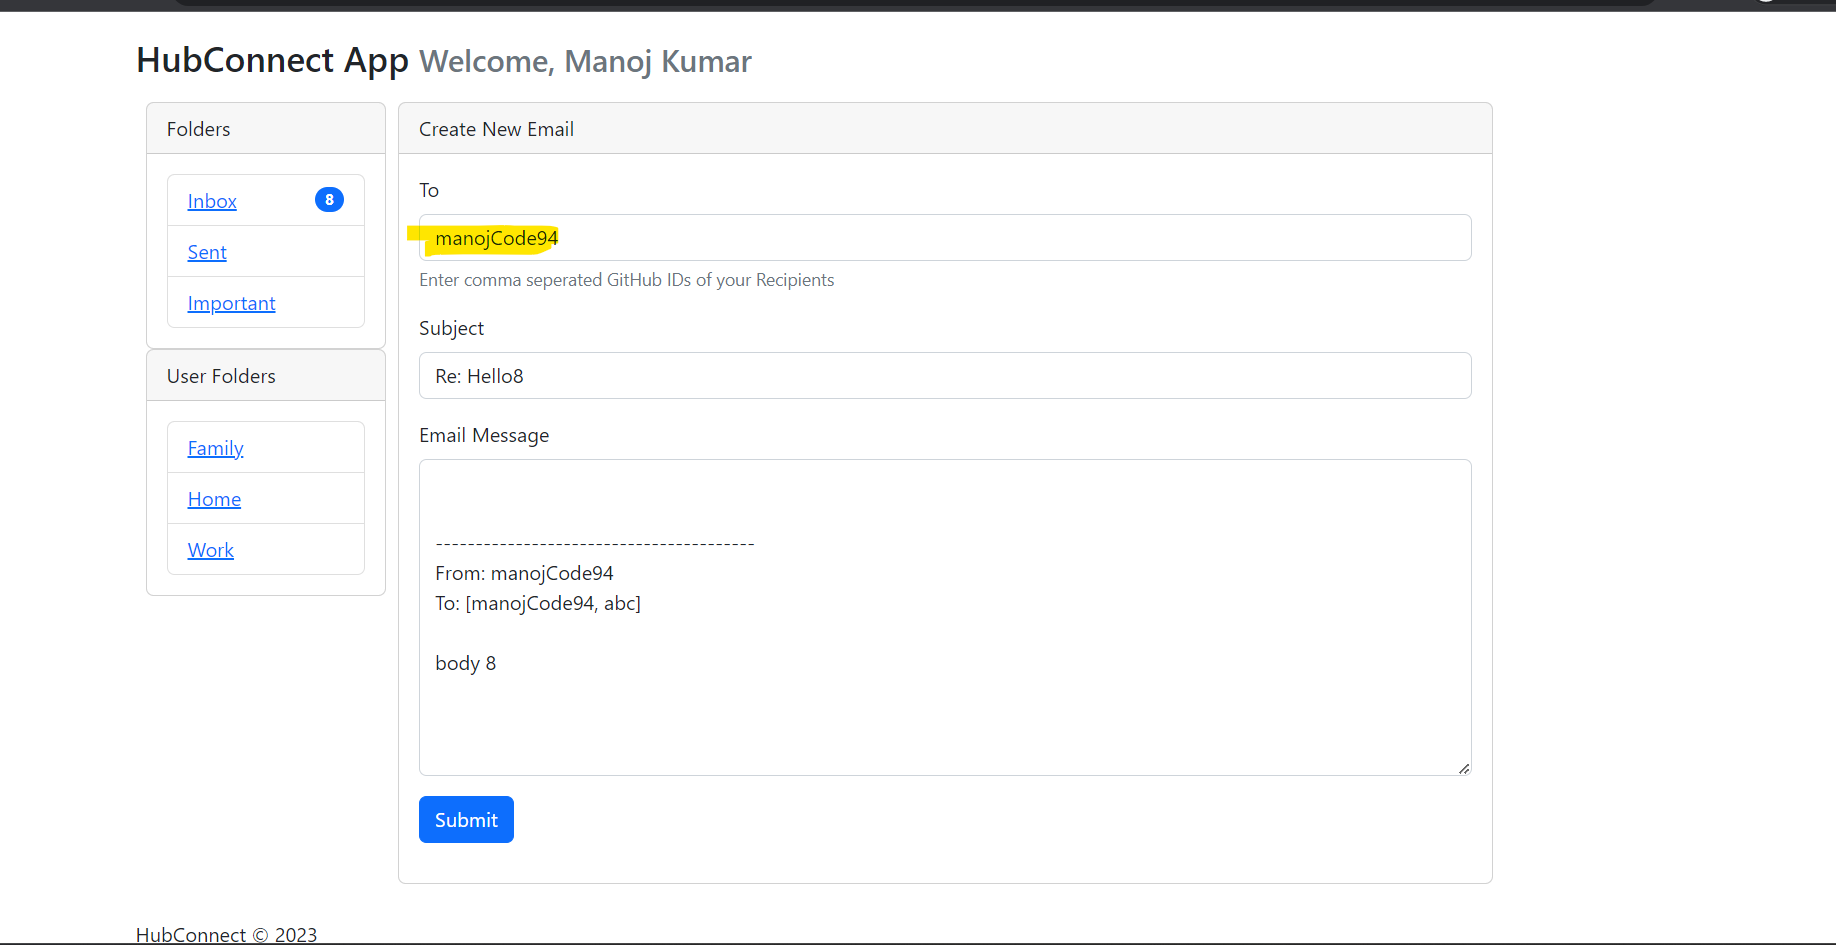 HubConnect App Welcome, Manoj Kumar
Folders
Inbox 8
Sent
Important
User Folders
Family
Home
Work
Create New Email
To
manojCode94
Enter comma seperated GitHub IDs of your Recipients
Subject
Re: Hello8
Email Message
----------------------------------------
From: manojCode94
To: [manojCode94, abc]
body 8
Submit
HubConnect © 2023